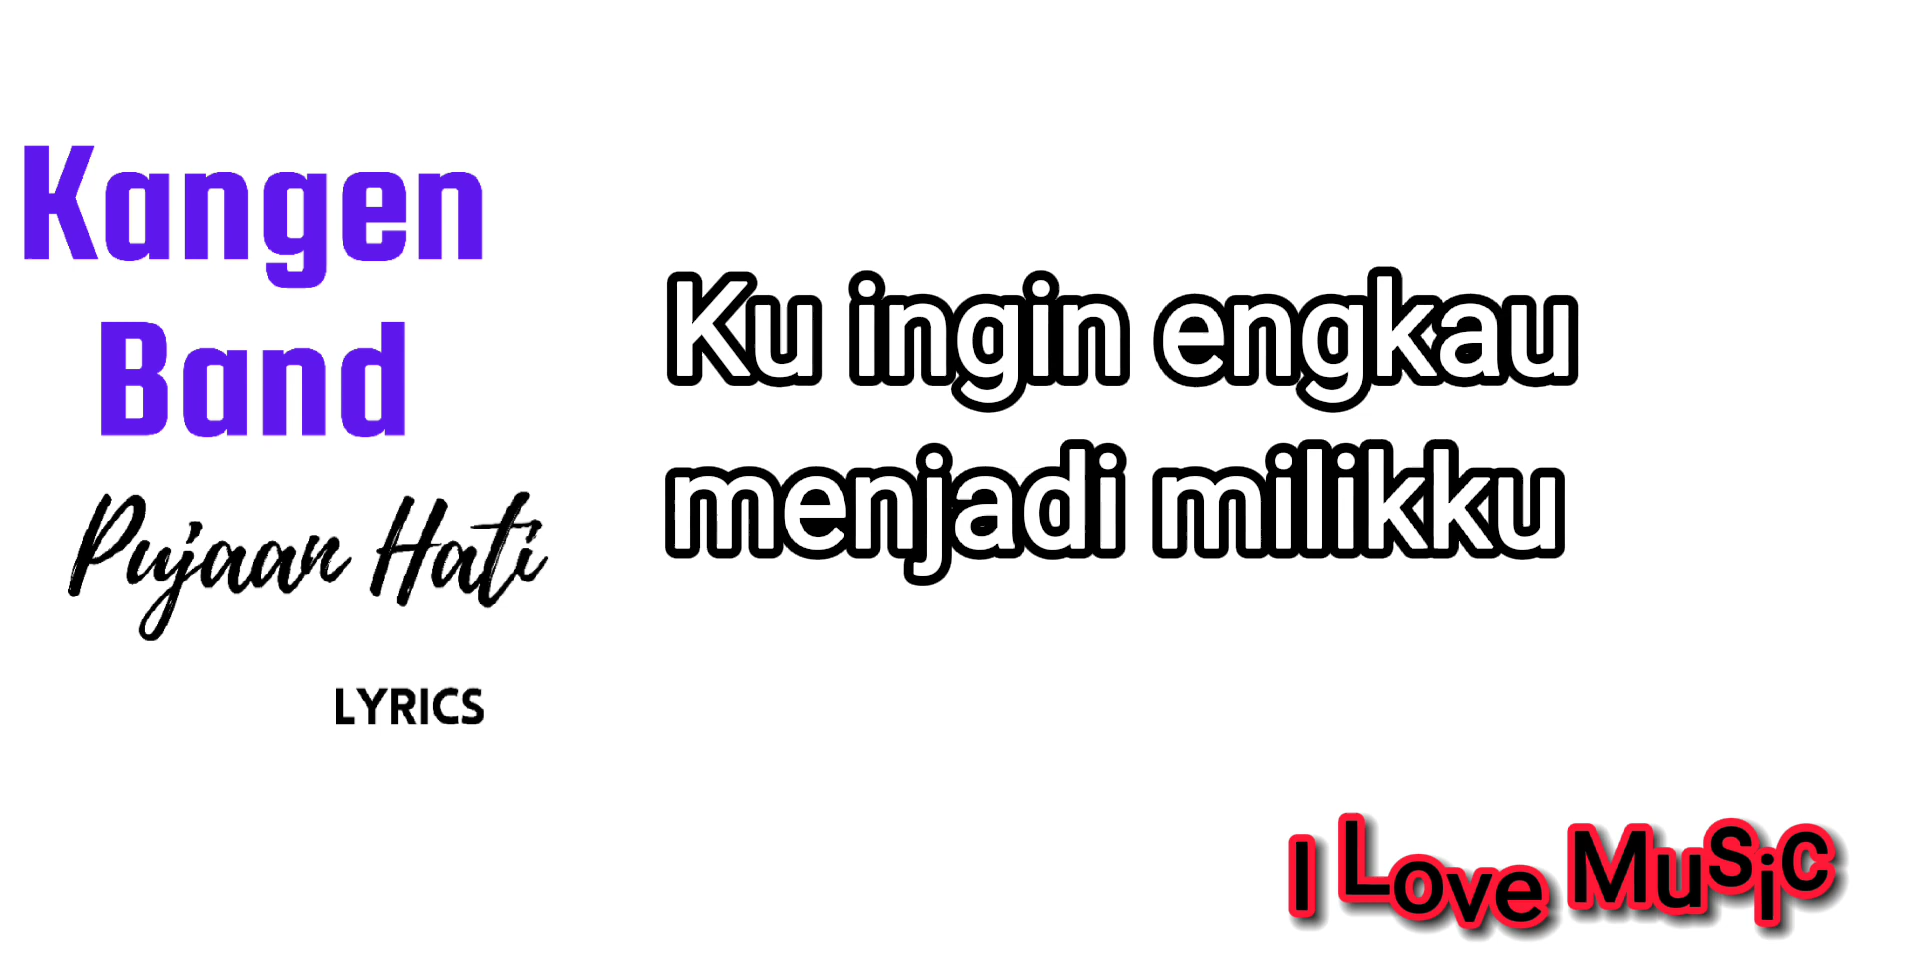 Kangen
Band
Pujaan Hati
LYRICS
Ku ingin engkau
menjadi milikku
I Love Music